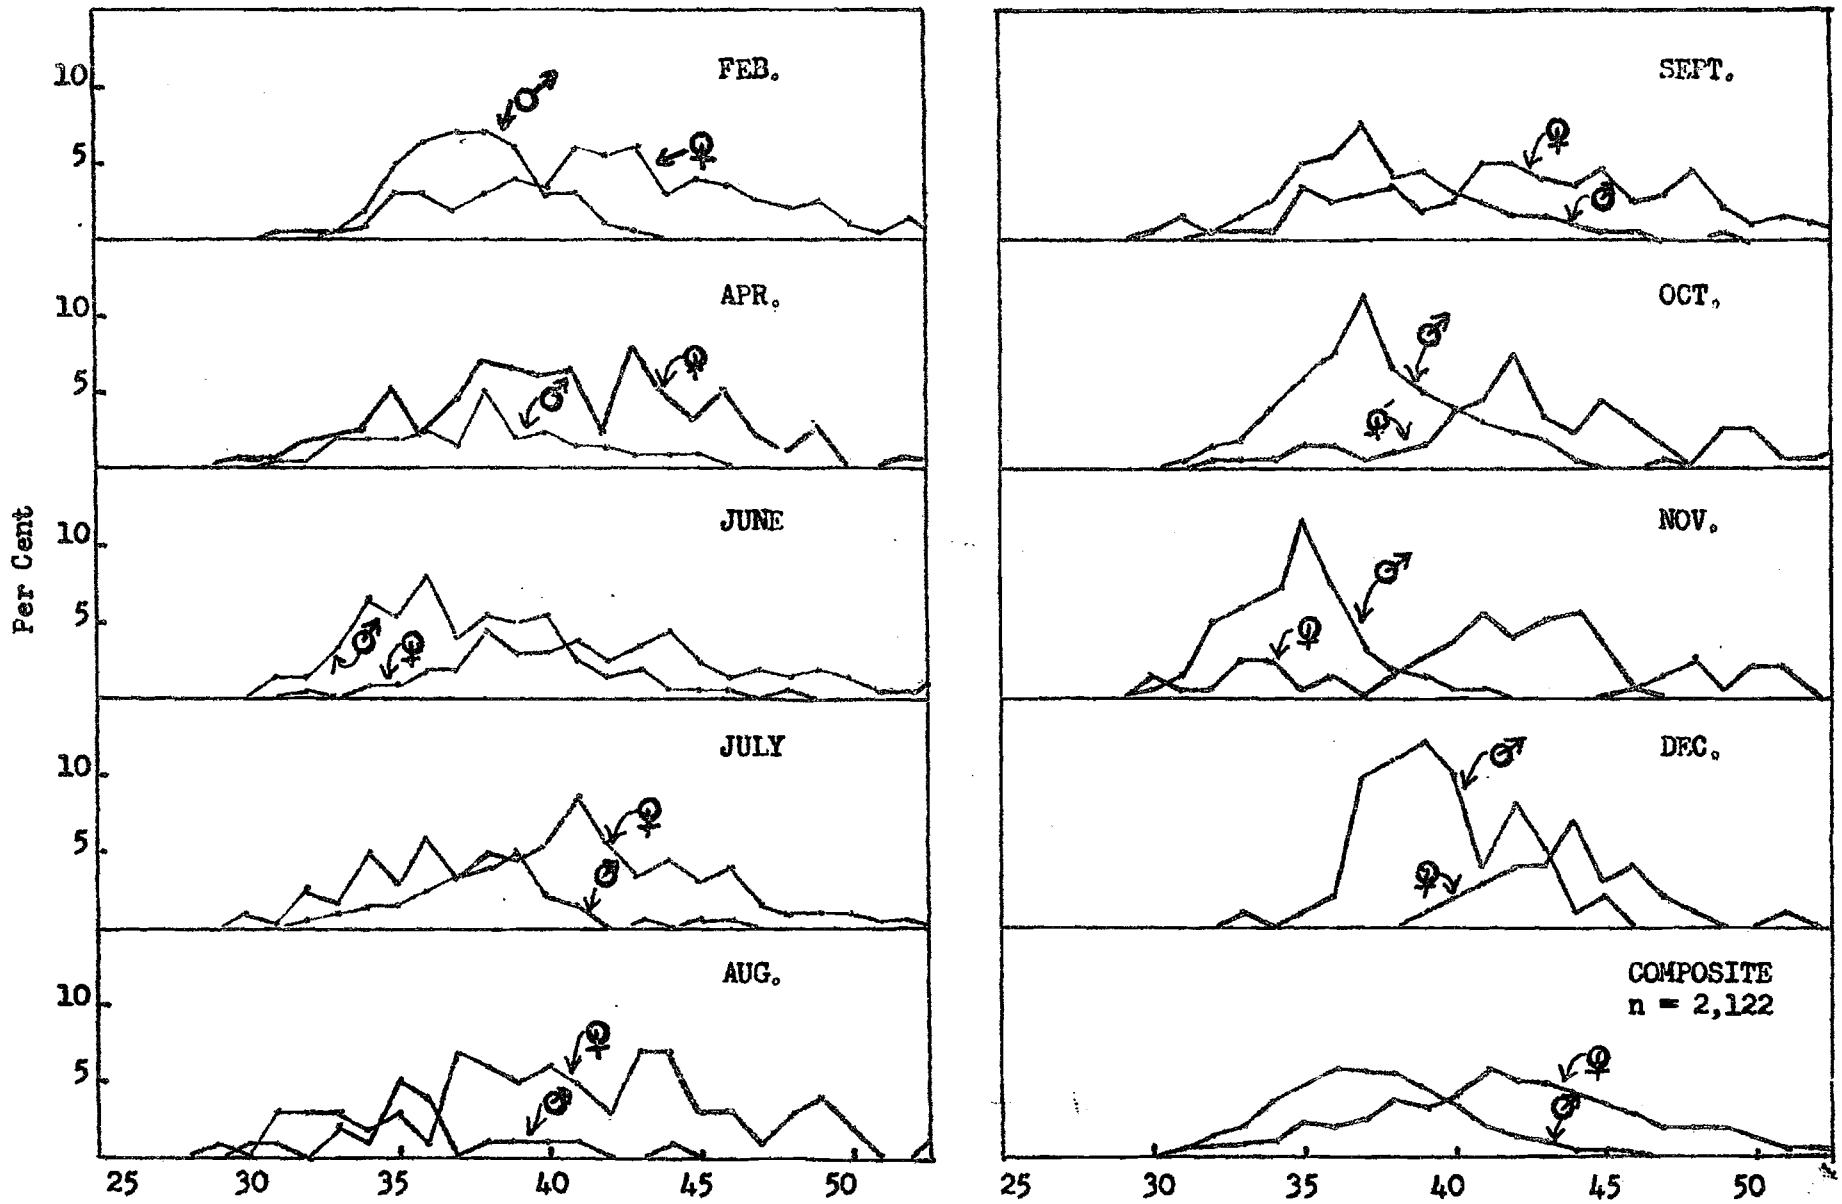 Per Cent
FEB.
10
5
♂
♀
APR.
10
5
♂
♀
JUNE
10
5
♂
♀
JULY
10
5
♀
♂
AUG.
10
5
♀
♂
25 30 35 40 45 50
SEPT.
♀
♂
OCT.
♂
♀
NOV.
♂
♀
DEC.
♂
♀
COMPOSITE
n = 2,122
♀
♂
25 30 35 40 45 50